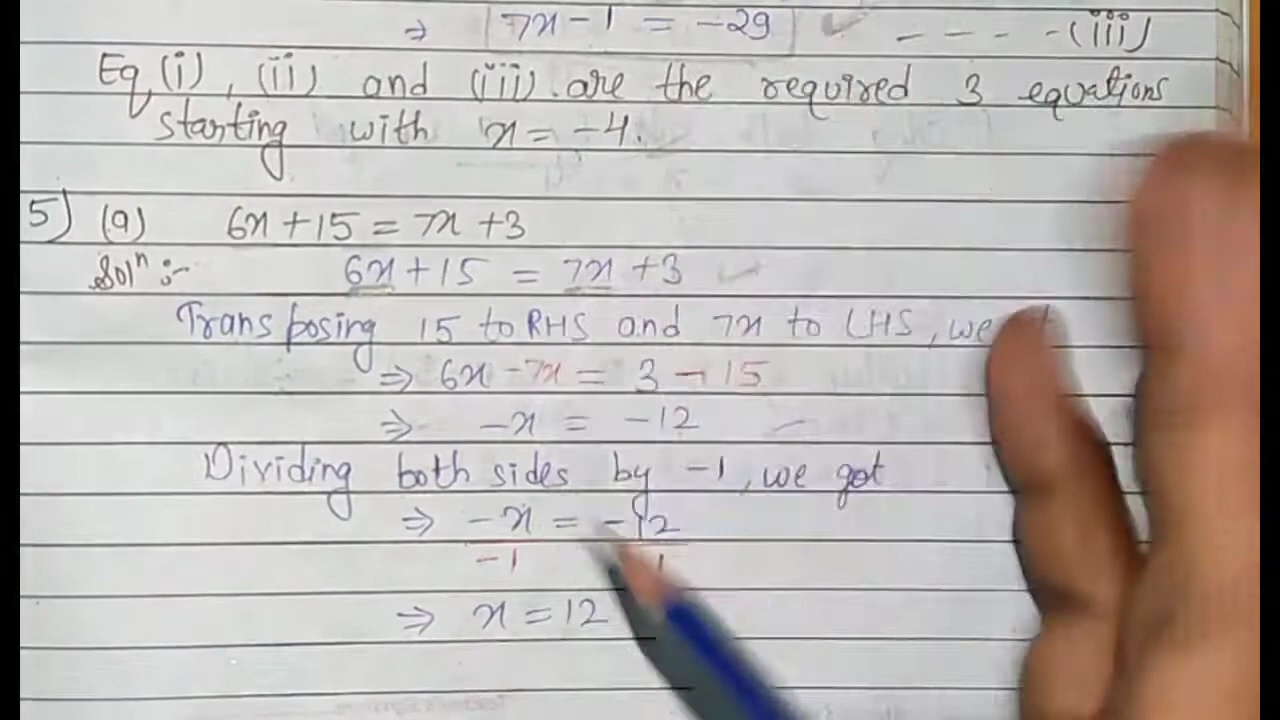 ⇒ 7x - 1 = -29 - - - - (iii)
Eq (i), (ii) and (iii) are the required 3 equations
starting with x = -4.
5) (a) 6x + 15 = 7x + 3
Solⁿ :- 6x + 15 = 7x + 3
Transposing 15 to RHS and 7x to LHS, we
⇒ 6x - 7x = 3 - 15
⇒ -x = -12
Dividing both sides by -1, we get
⇒ -x = -12
-1 1
⇒ x = 12